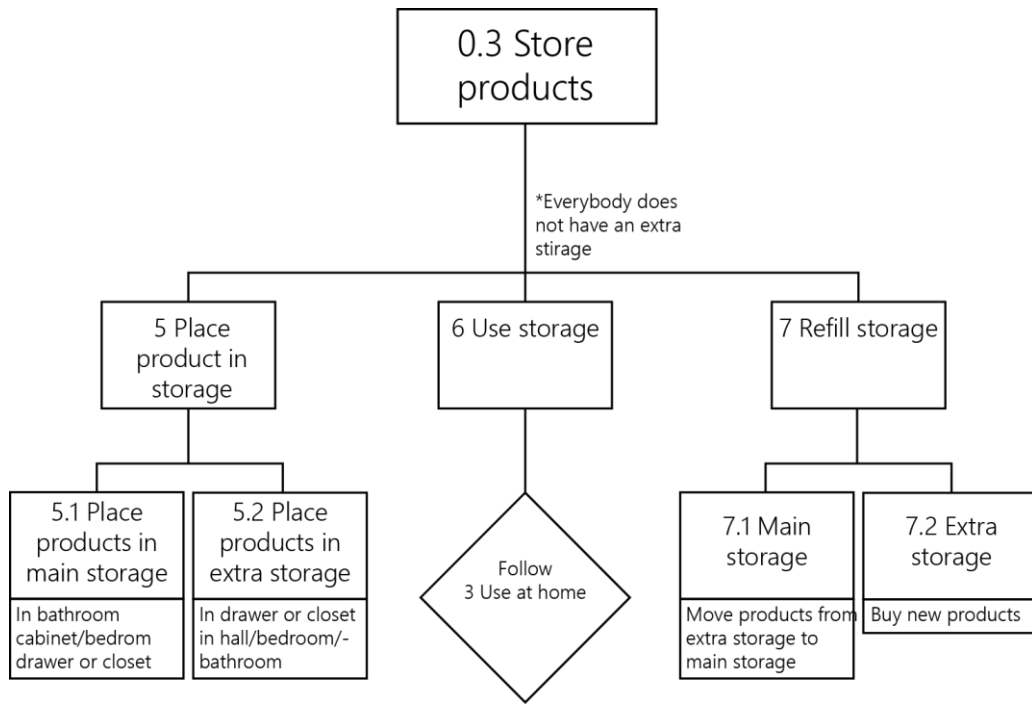 0.3 Store
products
*Everybody does
not have an extra
stirage
5 Place
product in
storage
6 Use storage
7 Refill storage
5.1 Place
products in
main storage
In bathroom
cabinet/bedrom
drawer or closet
5.2 Place
products in
extra storage
In drawer or closet
in hall/bedroom/-
bathroom
Follow
3 Use at home
7.1 Main
storage
Move products from
extra storage to
main storage
7.2 Extra
storage
Buy new products